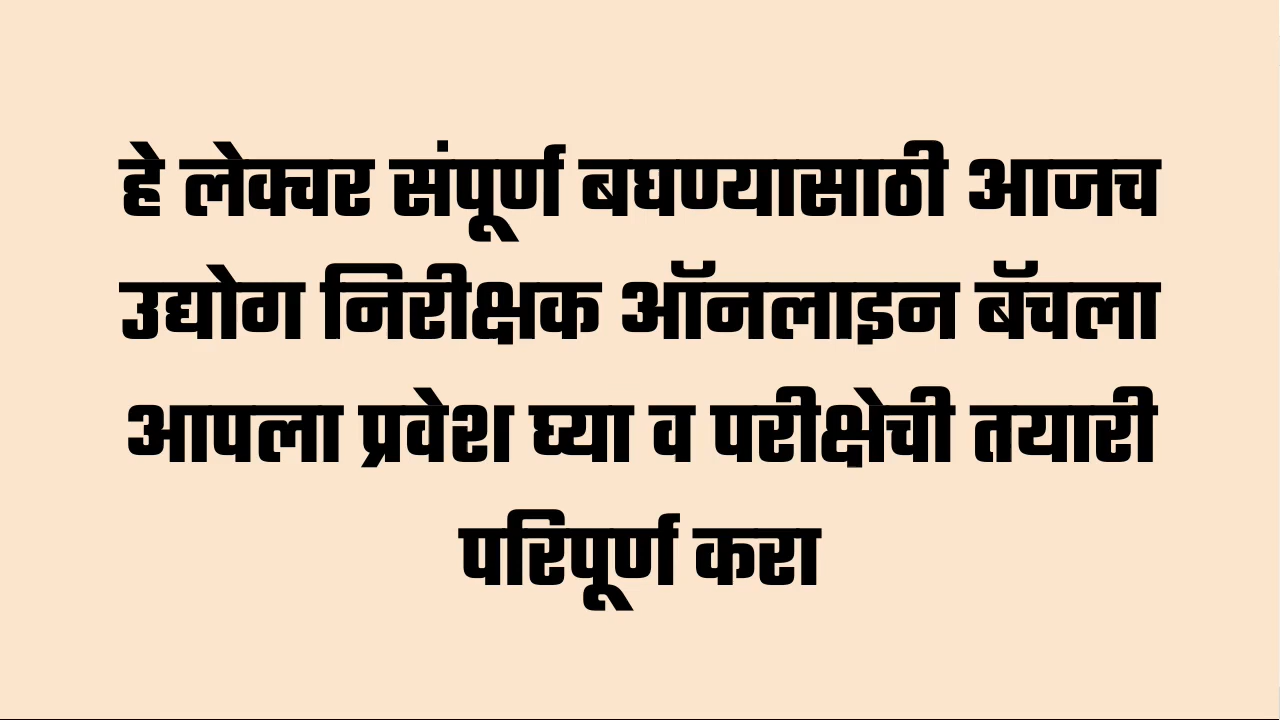 हे लेक्चर संपूर्ण बघण्यासाठी आजच
उद्योग निरीक्षक ऑनलाइन बॅचला
आपला प्रवेश घ्या व परीक्षेची तयारी
परिपूर्ण करा